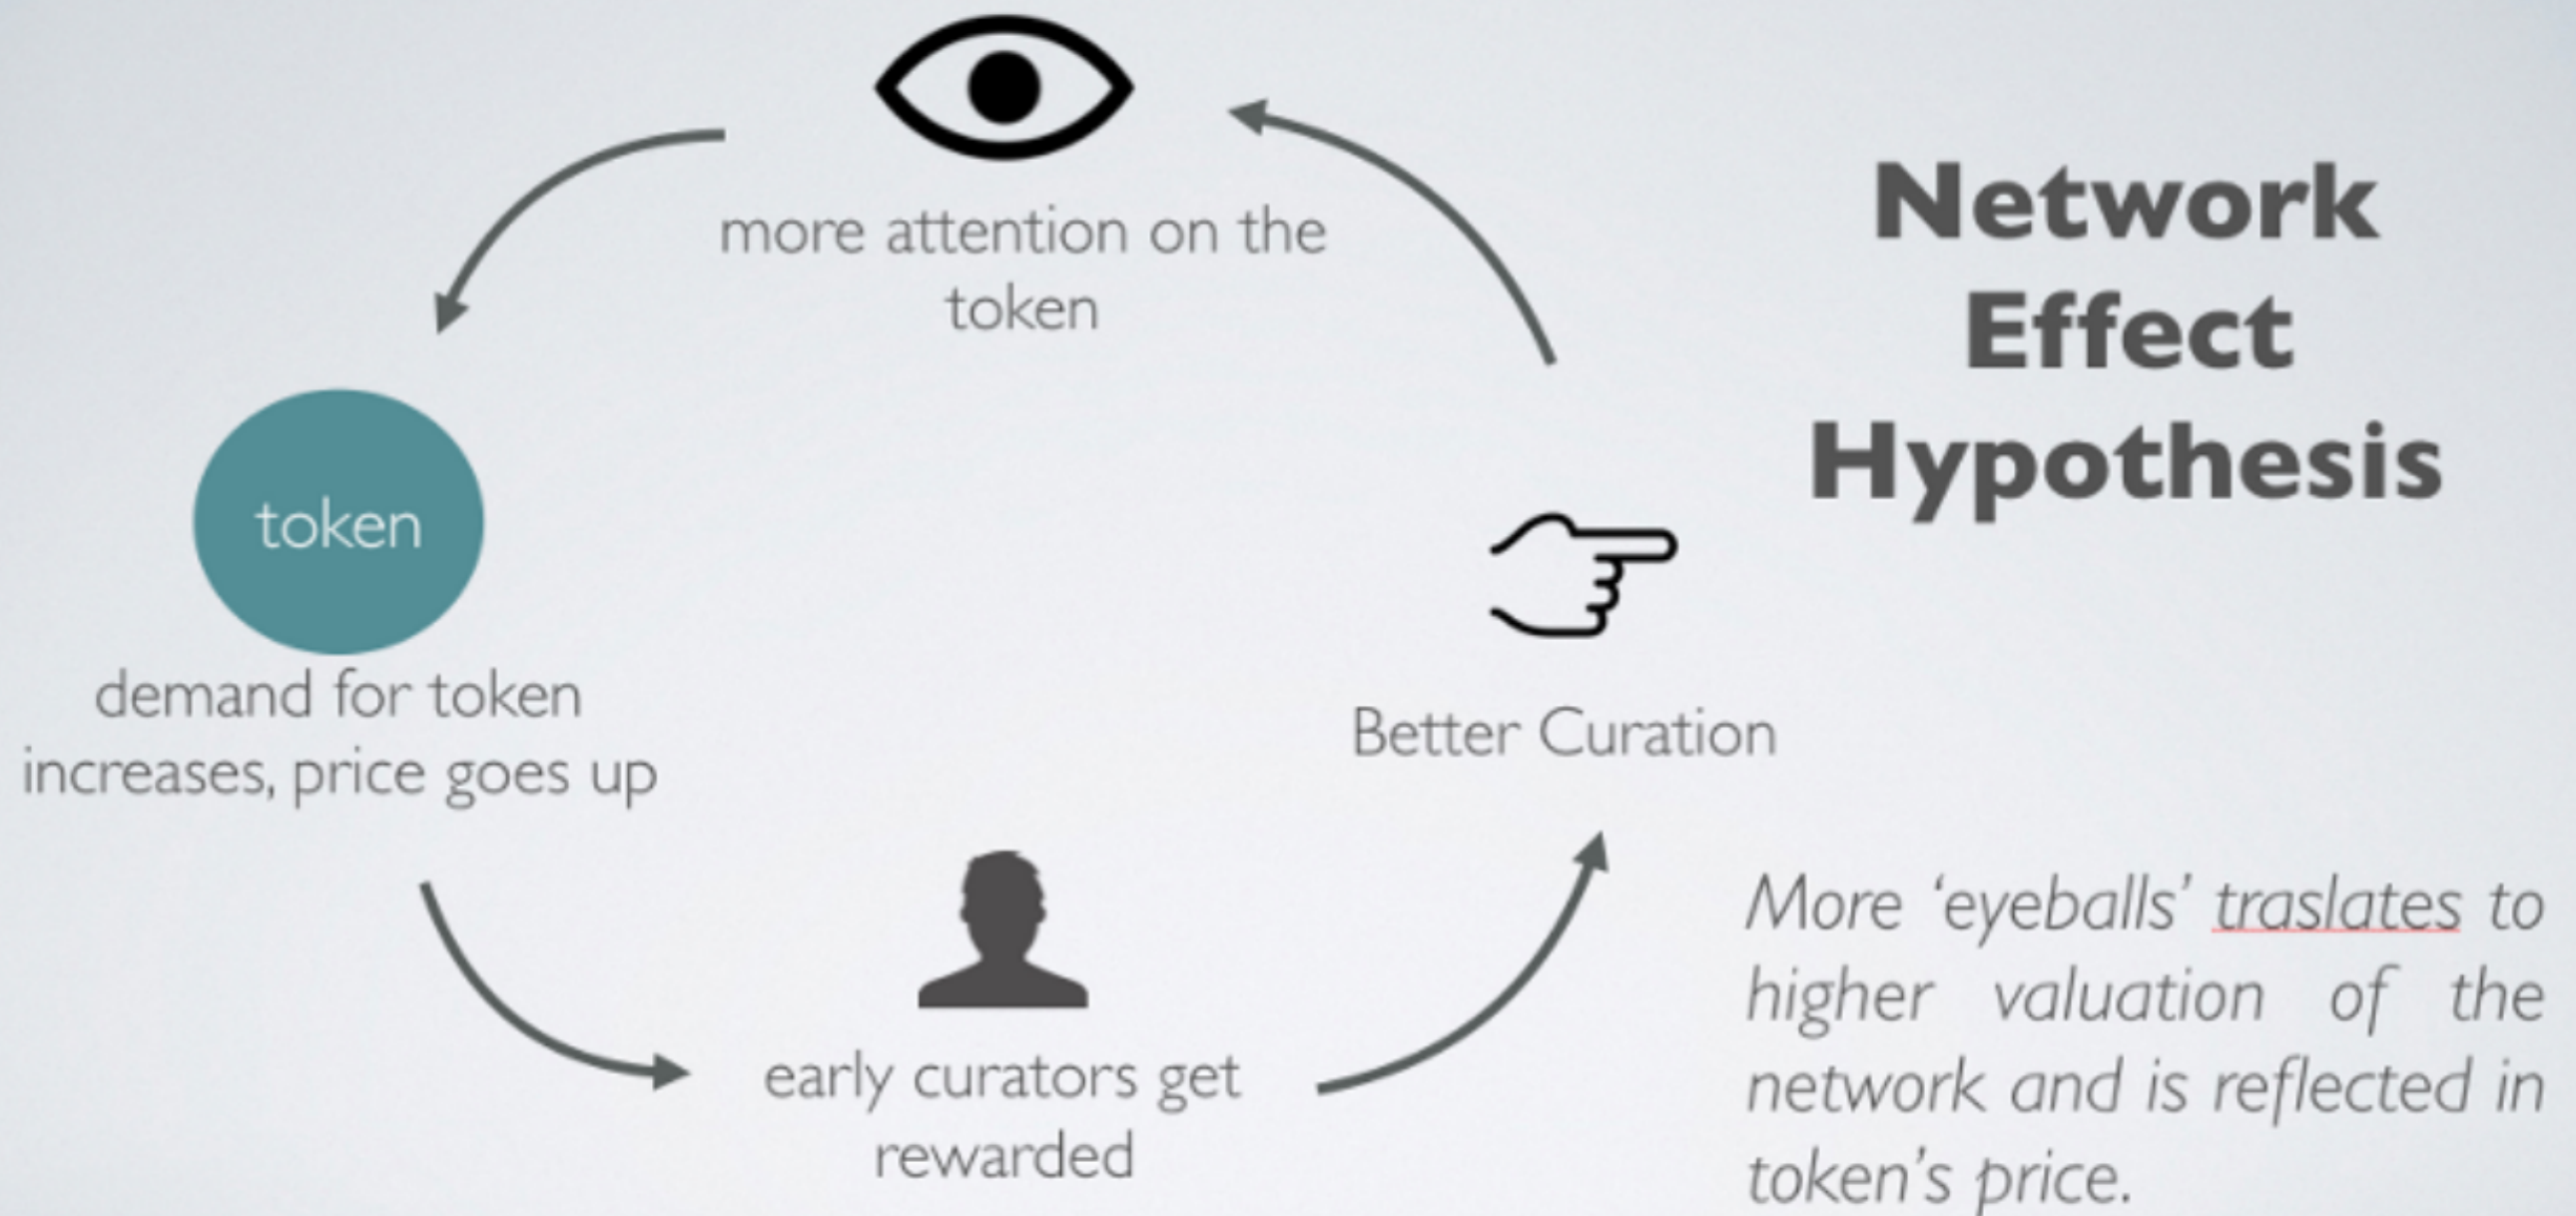 more attention on the
token
Network
Effect
Hypothesis
token
demand for token
increases, price goes up
Better Curation
early curators get
rewarded
More ‘eyeballs’ traslates to
higher valuation of the
network and is reflected in
token’s price.